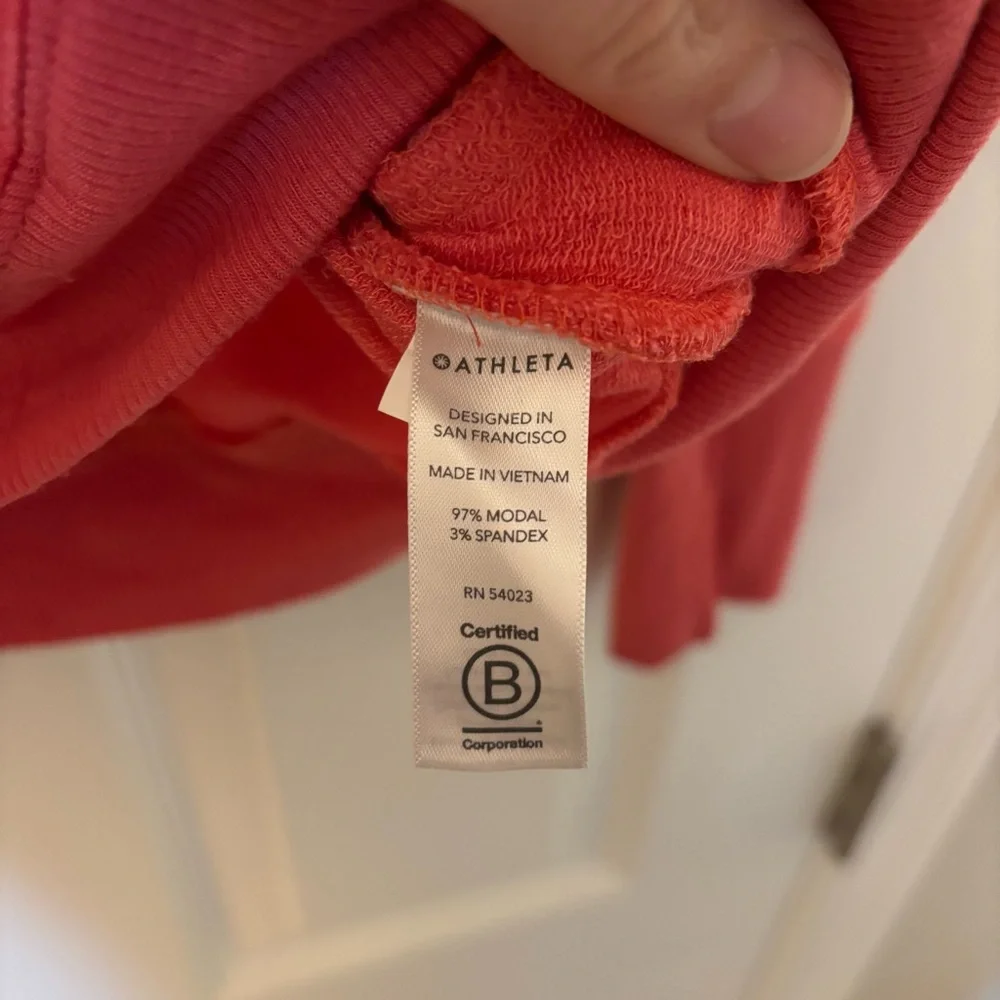 ATHLETA
DESIGNED IN
SAN FRANCISCO
MADE IN VIETNAM
97% MODAL
3% SPANDEX
RN 54023
Certified
B
Corporation